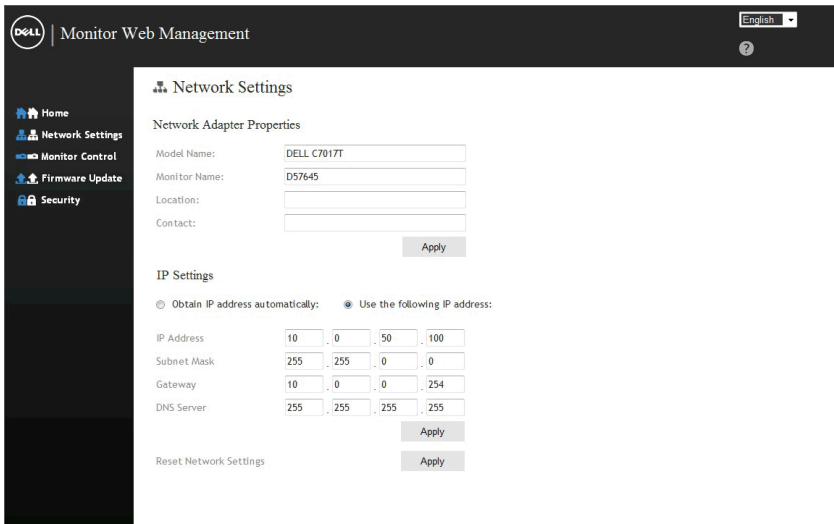 DELL | Monitor Web Management
English
?
Home
Network Settings
Monitor Control
Firmware Update
Security
Network Settings
Network Adapter Properties
Model Name: DELL C7017T
Monitor Name: D57645
Location:
Contact:
Apply
IP Settings
Obtain IP address automatically: Use the following IP address:
IP Address 10 . 0 . 50 . 100
Subnet Mask 255 . 255 . 0 . 0
Gateway 10 . 0 . 0 . 254
DNS Server 255 . 255 . 255 . 255
Apply
Reset Network Settings Apply